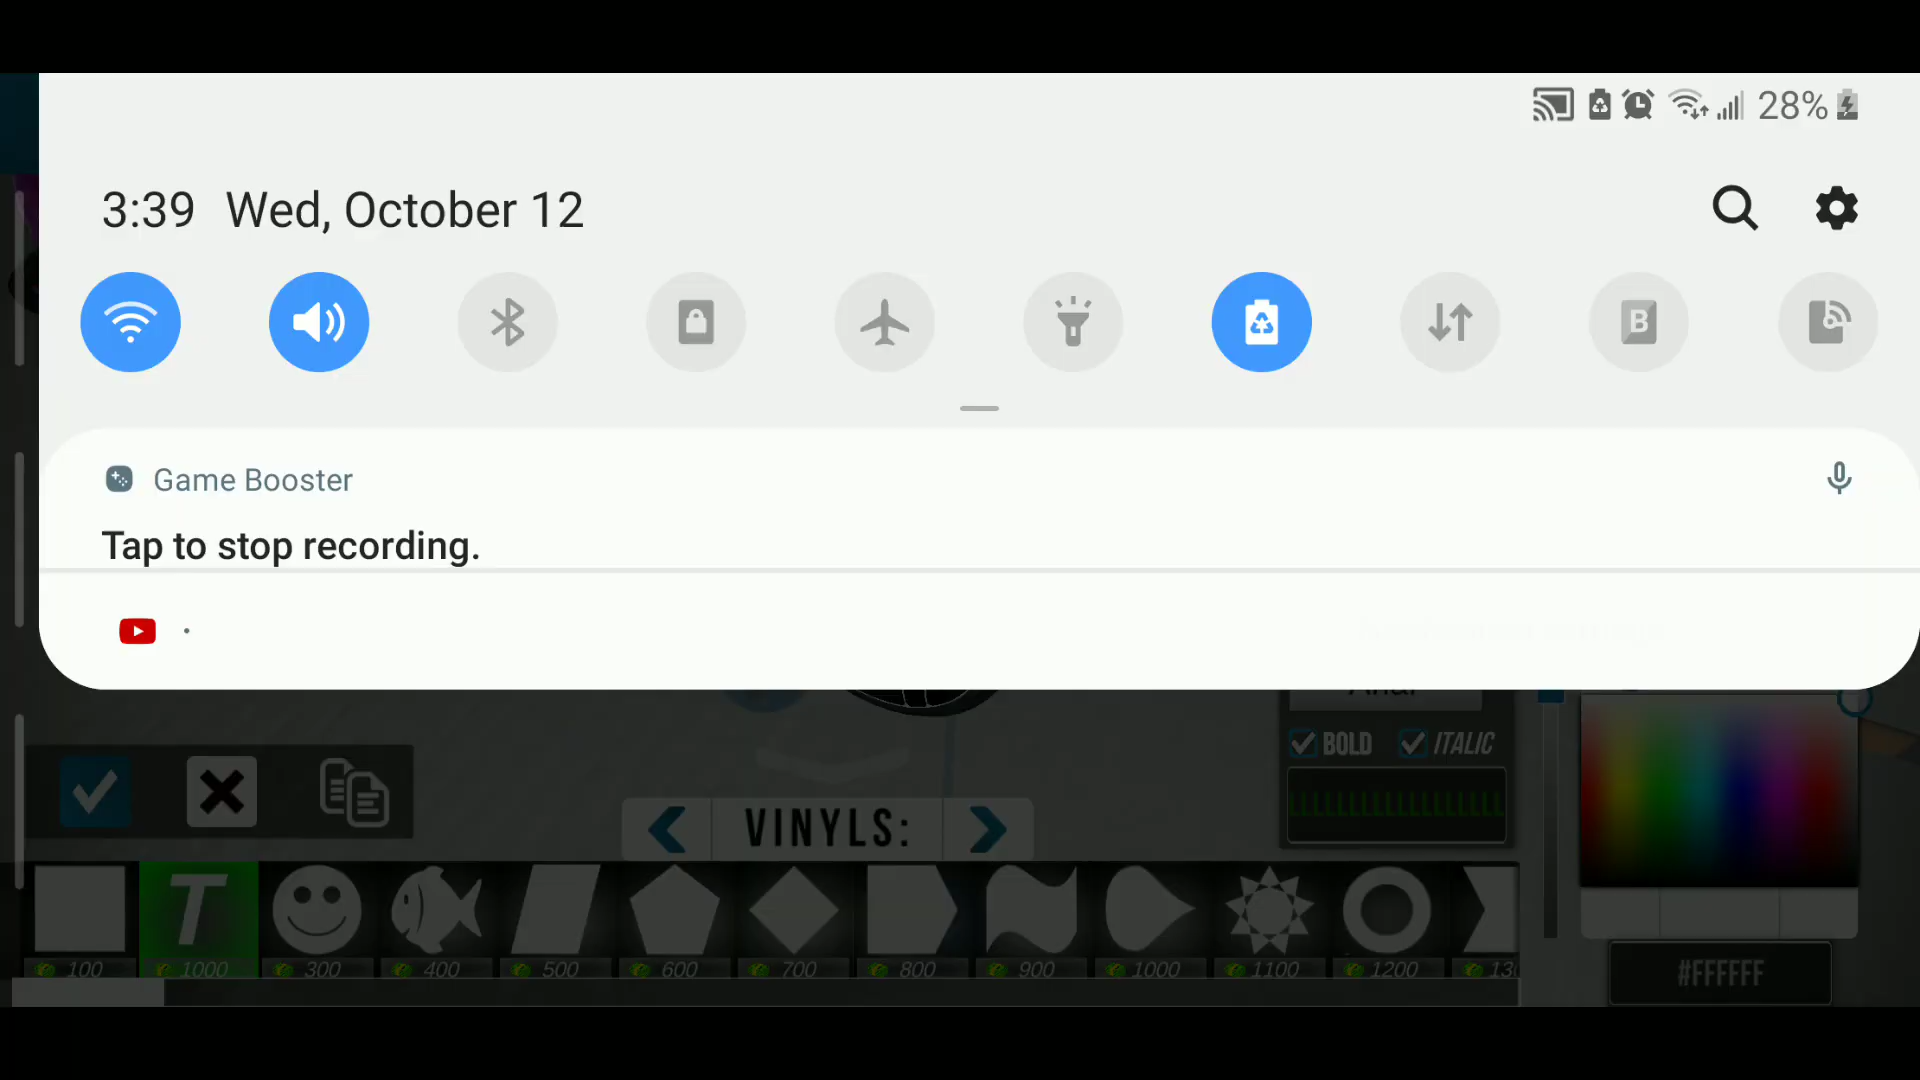 28%
3:39 Wed, October 12
B
Game Booster
Tap to stop recording.
BOLD ITALIC
VINYLS:
T
100 1000 300 400 500 600 700 800 900 1000 1100 1200
#FFFFFF